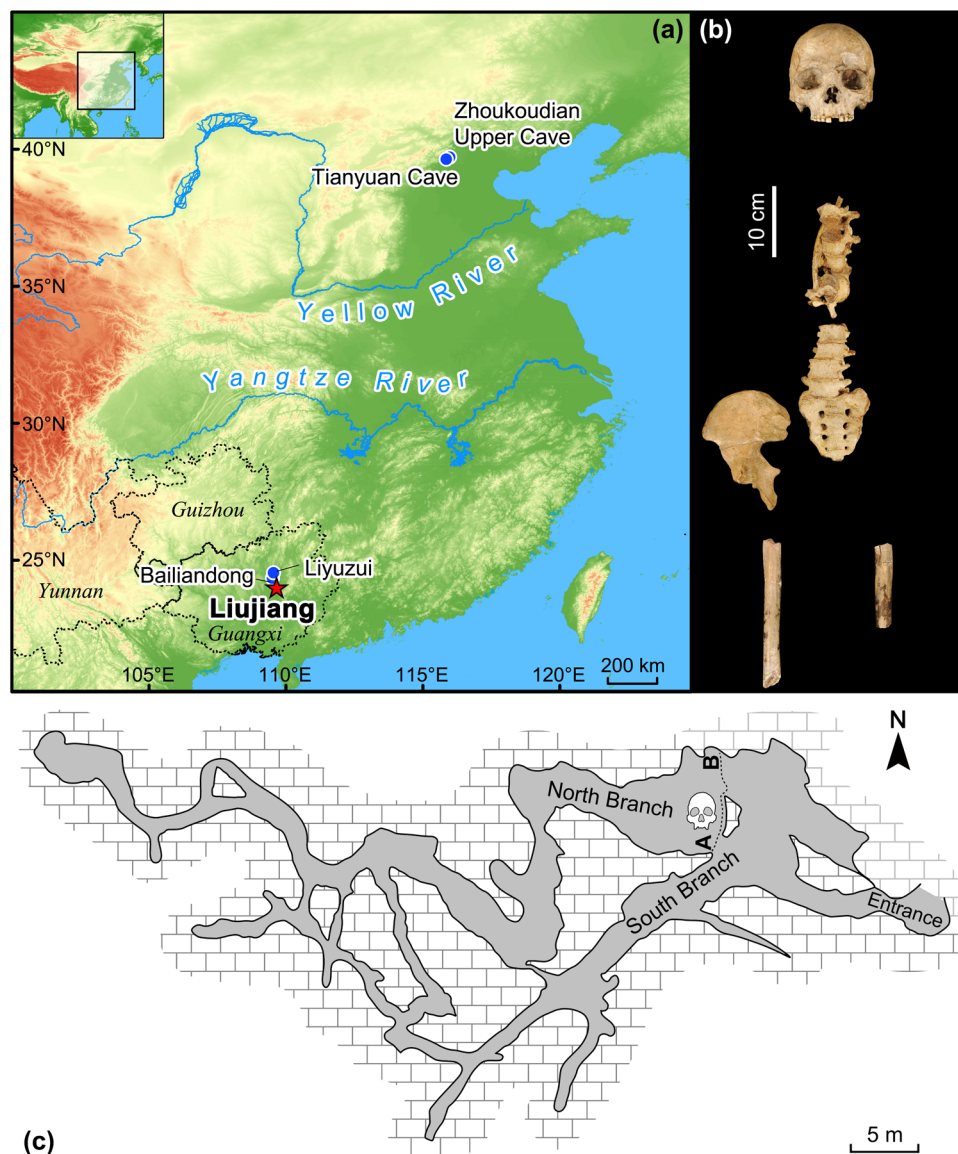 (a)
(b)
Zhoukoudian
Upper Cave
40°N
Tianyuan Cave
10 cm
35°N
Yellow River
Yangtze River
30°N
Guizhou
25°N
Liyuzui
Bailiandong
Yunnan
Liujiang
Guangxi
105°E
110°E
115°E
120°E
200 km
N
B
North Branch
A
South Branch
Entrance
(c)
5 m